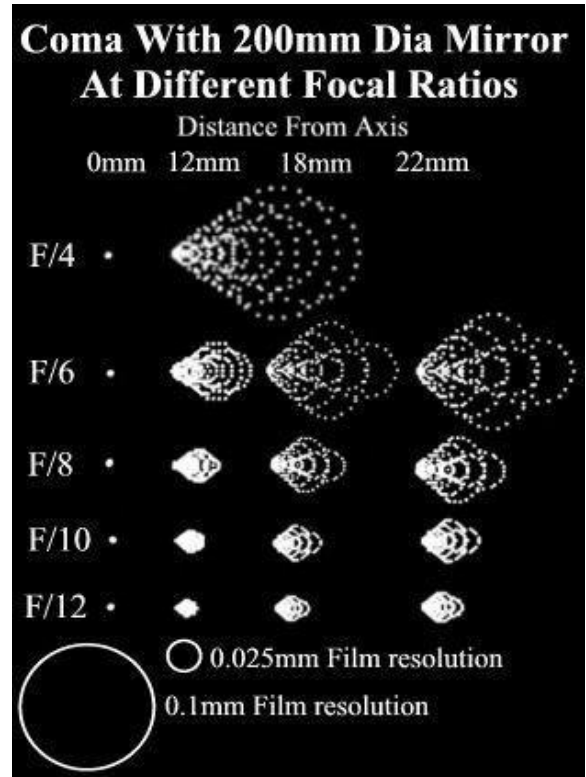 Coma With 200mm Dia Mirror
At Different Focal Ratios
Distance From Axis
0mm 12mm 18mm 22mm
F/4
F/6
F/8
F/10
F/12
0.025mm Film resolution
0.1mm Film resolution